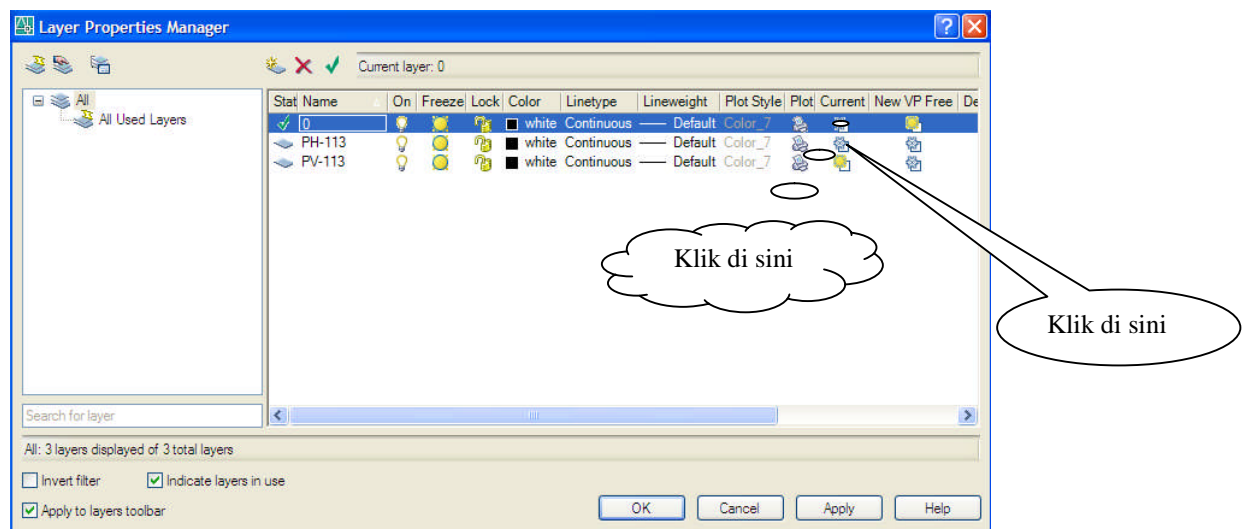 Layer Properties Manager
Current layer: 0
All
All Used Layers
Stat Name On Freeze Lock Color Linetype Lineweight Plot Style Plot Current New VP Free De
0 white Continuous Default Color_7
PH-113 white Continuous Default Color_7
PV-113 white Continuous Default Color_7
Klik di sini
Klik di sini
Search for layer
All: 3 layers displayed of 3 total layers
Invert filter Indicate layers in use
Apply to layers toolbar
OK Cancel Apply Help